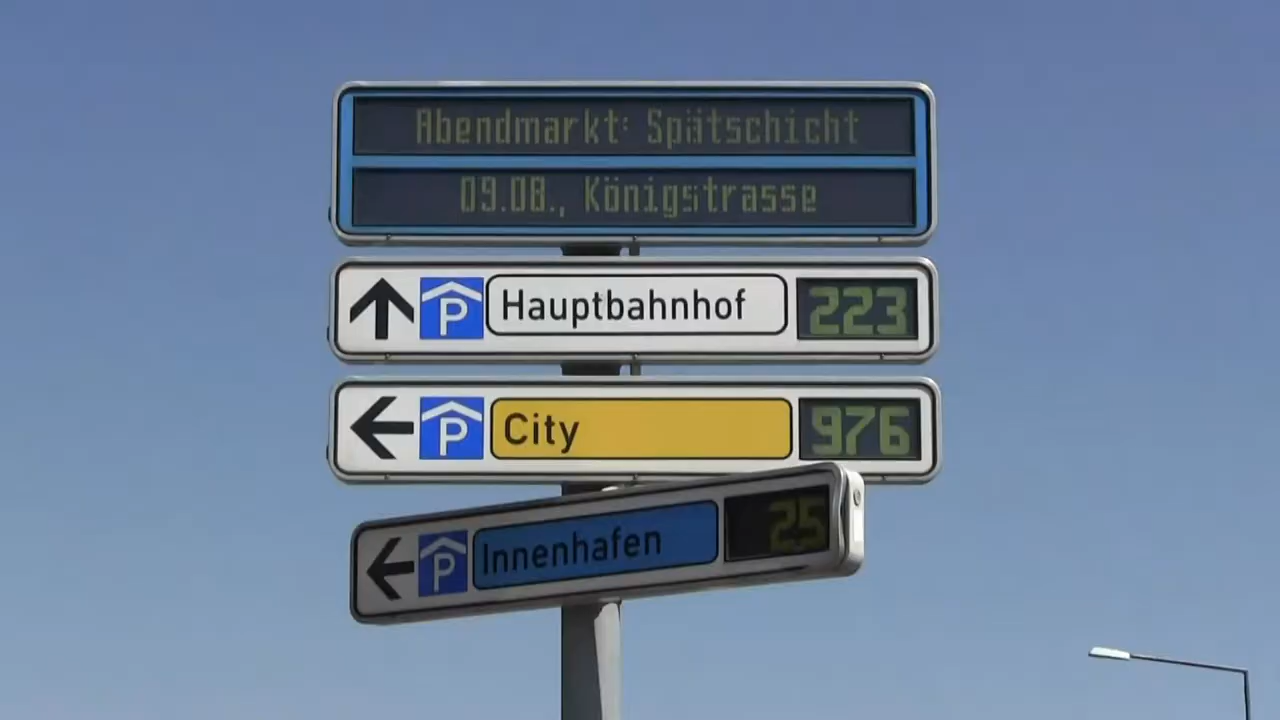 Abendmarkt: Spätschicht
09.08., Königstrasse
P Hauptbahnhof 223
P City 976
P Innenhafen 25